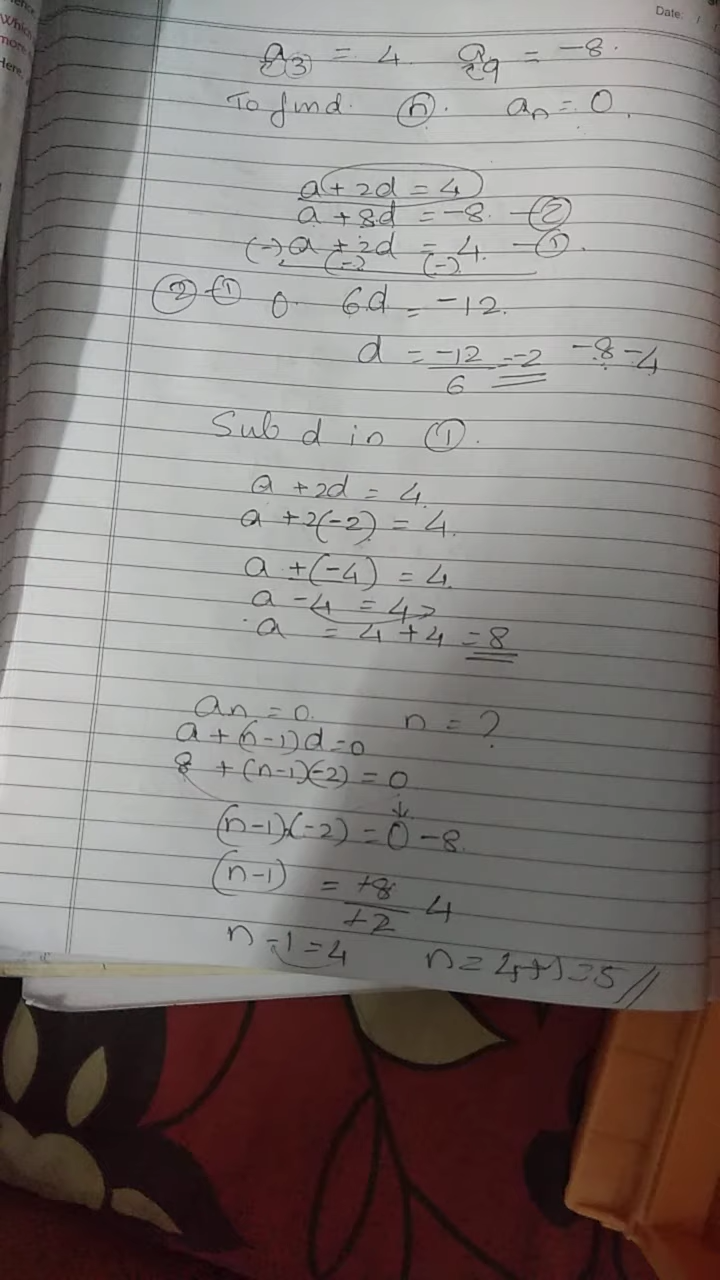 Date: / /
Which
more
Here,
a3 = 4. a9 = -8.
To find. n. an = 0.
a + 2d = 4
a + 8d = -8 - ②
(-) a + 2d = 4. - ①.
(-) (-)
② - ① 0 6d = -12.
d = -12/6 = -2 -8 -4
Sub d in ①.
a + 2d = 4.
a + 2(-2) = 4.
a + (-4) = 4.
a - 4 = 4
a = 4 + 4 = 8
an = 0. n = ?
a + (n-1)d = 0
8 + (n-1)(-2) = 0
(n-1)(-2) = 0 - 8.
(n-1) = +8/+2 4
n - 1 = 4 n = 4+1 = 5 //